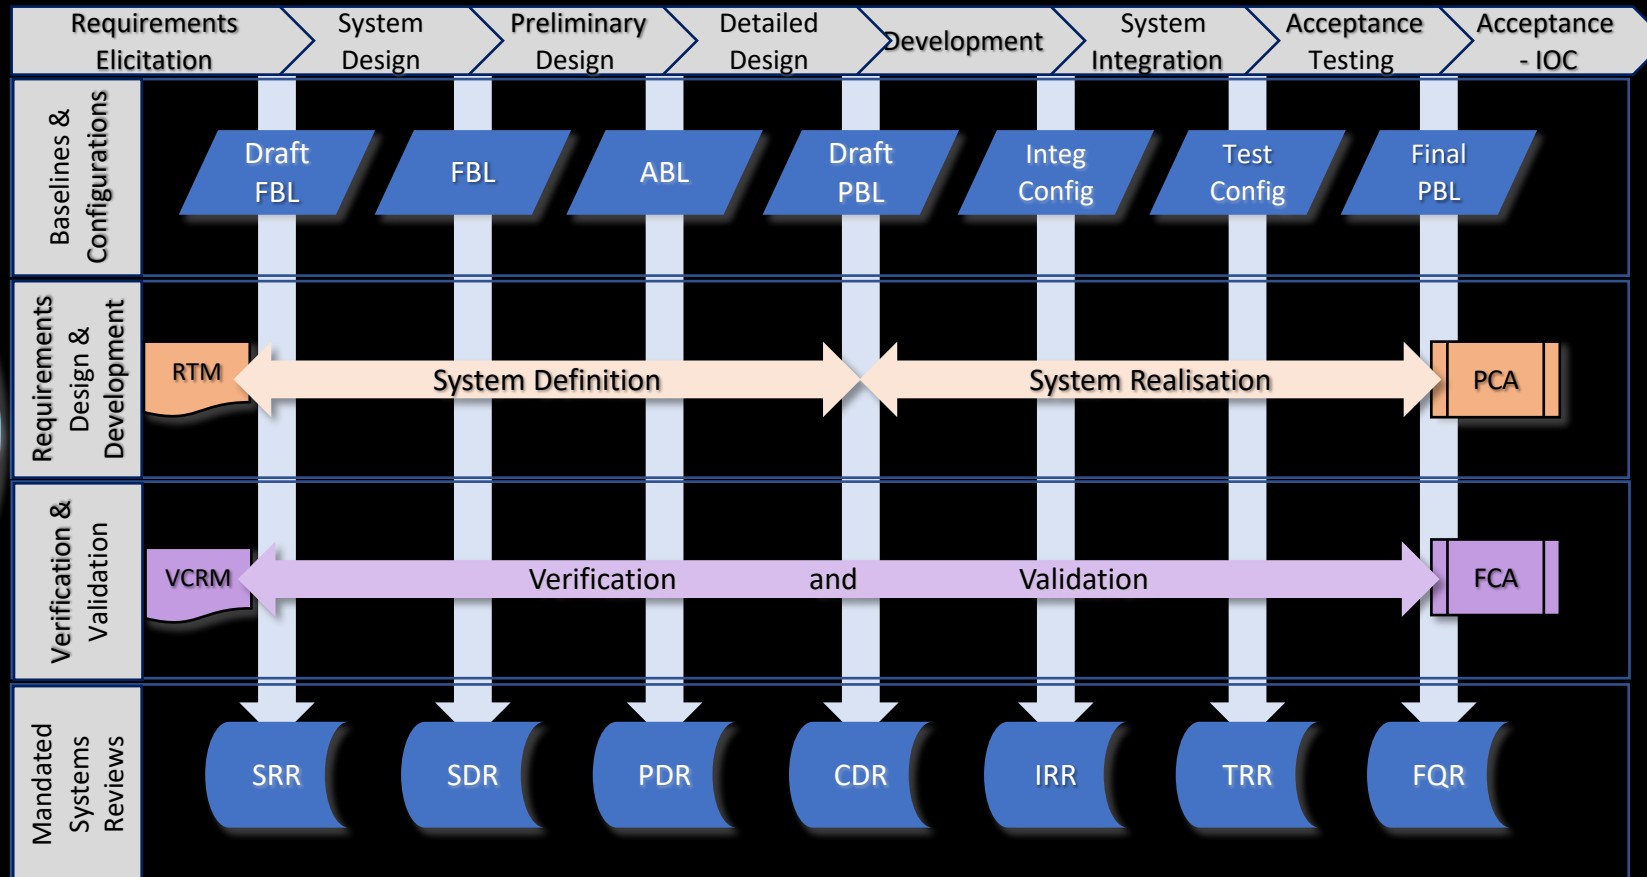 Requirements
Elicitation
System
Design
Preliminary
Design
Detailed
Design
Development
System
Integration
Acceptance
Testing
Acceptance
- IOC
Baselines &
Configurations
Draft
FBL
FBL
ABL
Draft
PBL
Integ
Config
Test
Config
Final
PBL
Requirements
Design &
Development
RTM
System Definition
System Realisation
PCA
Verification &
Validation
VCRM
Verification and Validation
FCA
Mandated
Systems
Reviews
SRR
SDR
PDR
CDR
IRR
TRR
FQR